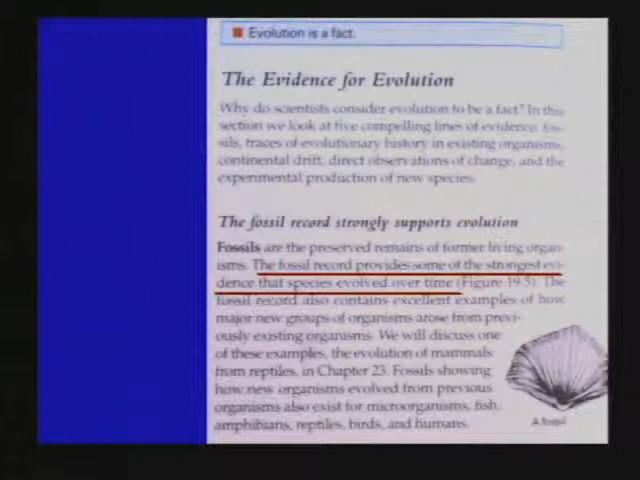 Evolution is a fact.
The Evidence for Evolution
Why do scientists consider evolution to be a fact? In this
section we look at five compelling lines of evidence: fos-
sils, traces of evolutionary history in existing organisms,
continental drift, direct observations of change, and the
experimental production of new species.
The fossil record strongly supports evolution
Fossils are the preserved remains of former living organ-
isms. The fossil record provides some of the strongest evi-
dence that species evolved over time (Figure 19.5). The
fossil record also contains excellent examples of how
major new groups of organisms arose from previ-
ously existing organisms. We will discuss one
of these examples, the evolution of mammals
from reptiles, in Chapter 23. Fossils showing
how new organisms evolved from previous
organisms also exist for microorganisms, fish,
amphibians, reptiles, birds, and humans.
A fossil